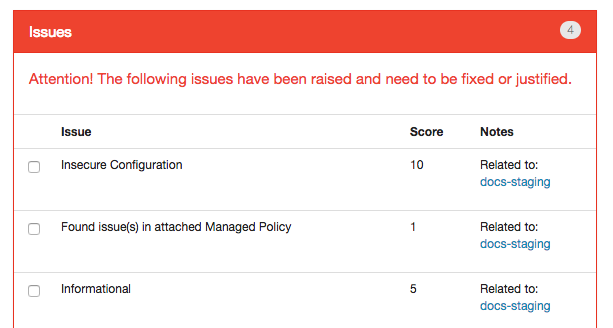 Issues 4
Attention! The following issues have been raised and need to be fixed or justified.
Issue Score Notes
Insecure Configuration 10 Related to:
docs-staging
Found issue(s) in attached Managed Policy 1 Related to:
docs-staging
Informational 5 Related to:
docs-staging